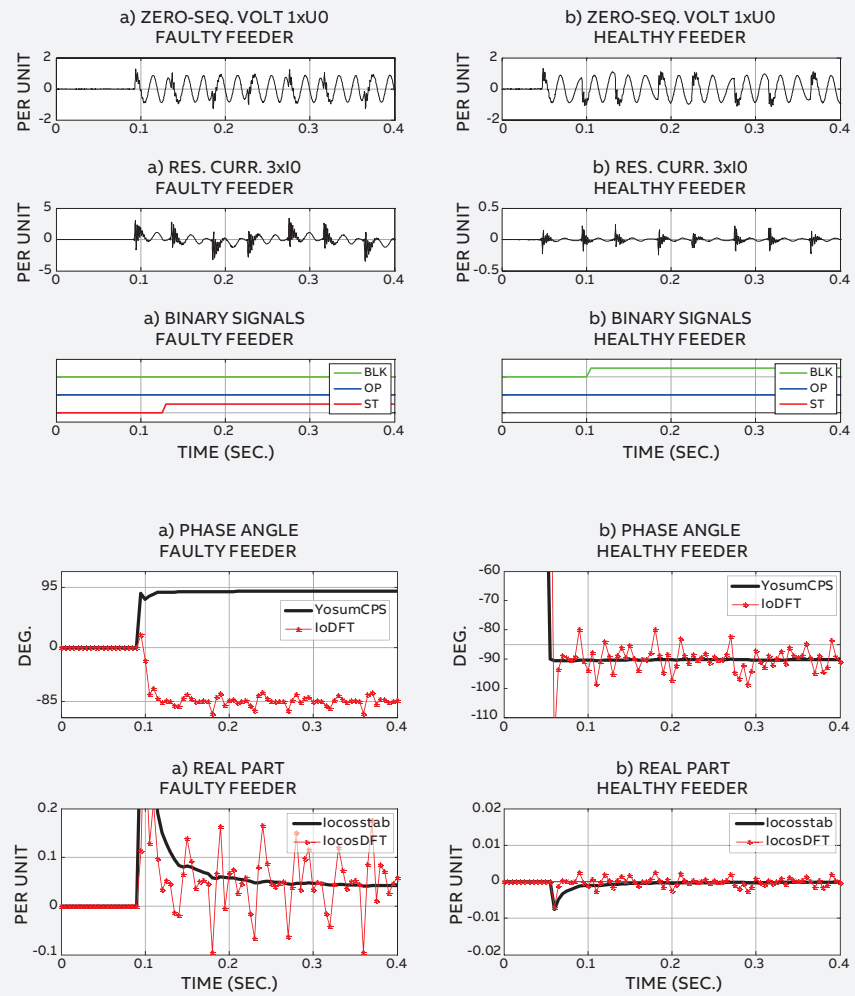 a) ZERO-SEQ. VOLT 1xU0
FAULTY FEEDER
PER UNIT
2
0
-2
0
0.1
0.2
0.3
0.4
b) ZERO-SEQ. VOLT 1xU0
HEALTHY FEEDER
PER UNIT
2
0
-2
0
0.1
0.2
0.3
0.4
a) RES. CURR. 3xI0
FAULTY FEEDER
PER UNIT
5
0
-5
0
0.1
0.2
0.3
0.4
b) RES. CURR. 3xI0
HEALTHY FEEDER
PER UNIT
0.5
0
-0.5
0
0.1
0.2
0.3
0.4
a) BINARY SIGNALS
FAULTY FEEDER
BLK
OP
ST
0
0.1
0.2
0.3
0.4
TIME (SEC.)
b) BINARY SIGNALS
HEALTHY FEEDER
BLK
OP
ST
0
0.1
0.2
0.3
0.4
TIME (SEC.)
a) PHASE ANGLE
FAULTY FEEDER
DEG.
95
0
-85
YosumCPS
IoDFT
0
0.1
0.2
0.3
0.4
b) PHASE ANGLE
HEALTHY FEEDER
DEG.
-60
-70
-80
-90
-100
-110
YosumCPS
IoDFT
0
0.1
0.2
0.3
0.4
a) REAL PART
FAULTY FEEDER
PER UNIT
0.2
0.1
0
-0.1
Iocosstab
IocosDFT
0
0.1
0.2
0.3
0.4
TIME (SEC.)
b) REAL PART
HEALTHY FEEDER
PER UNIT
0.02
0.01
0
-0.01
-0.02
Iocosstab
IocosDFT
0
0.1
0.2
0.3
0.4
TIME (SEC.)